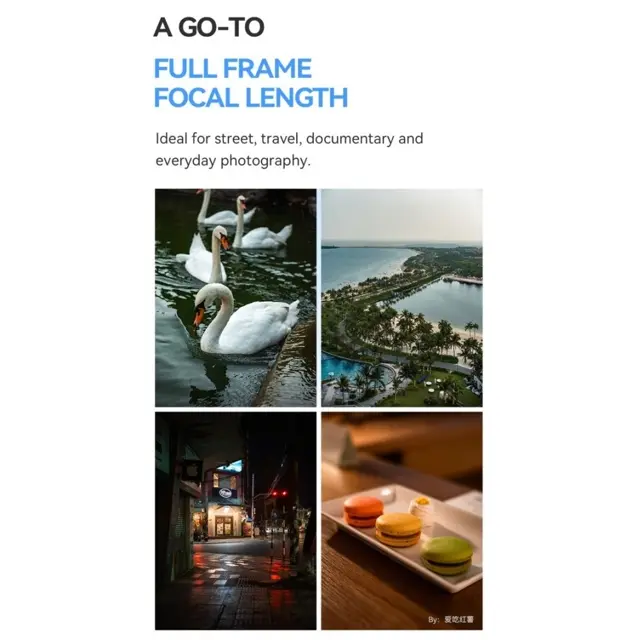 A GO-TO
FULL FRAME
FOCAL LENGTH
Ideal for street, travel, documentary and
everyday photography.
By: 爱吃红薯